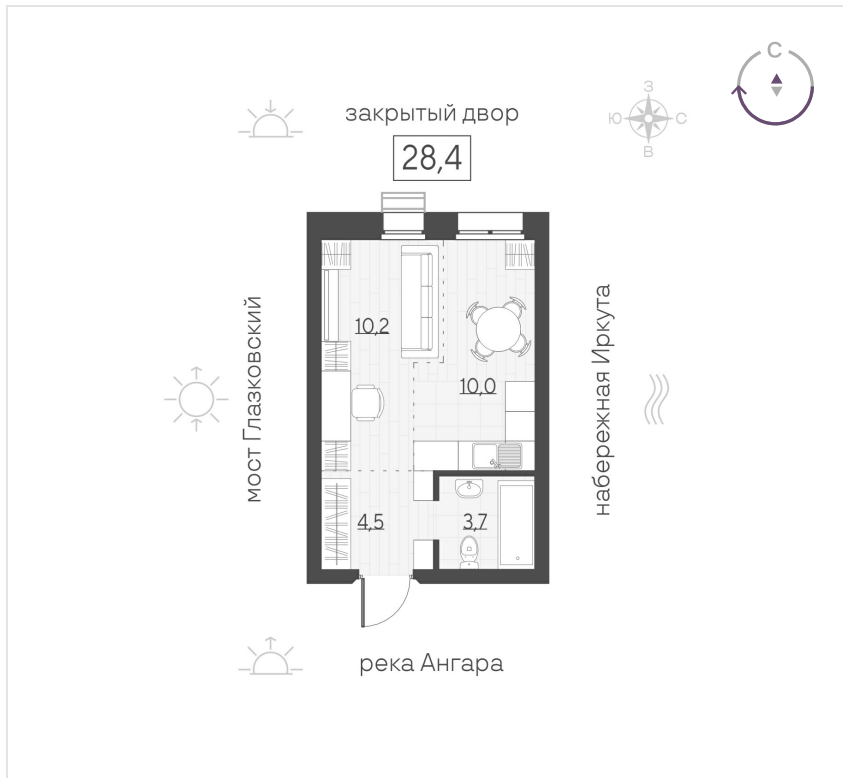 С
закрытый двор
28,4
З
Ю
С
В
мост Глазковский
10,2
10,0
набережная Иркута
4,5
3,7
река Ангара